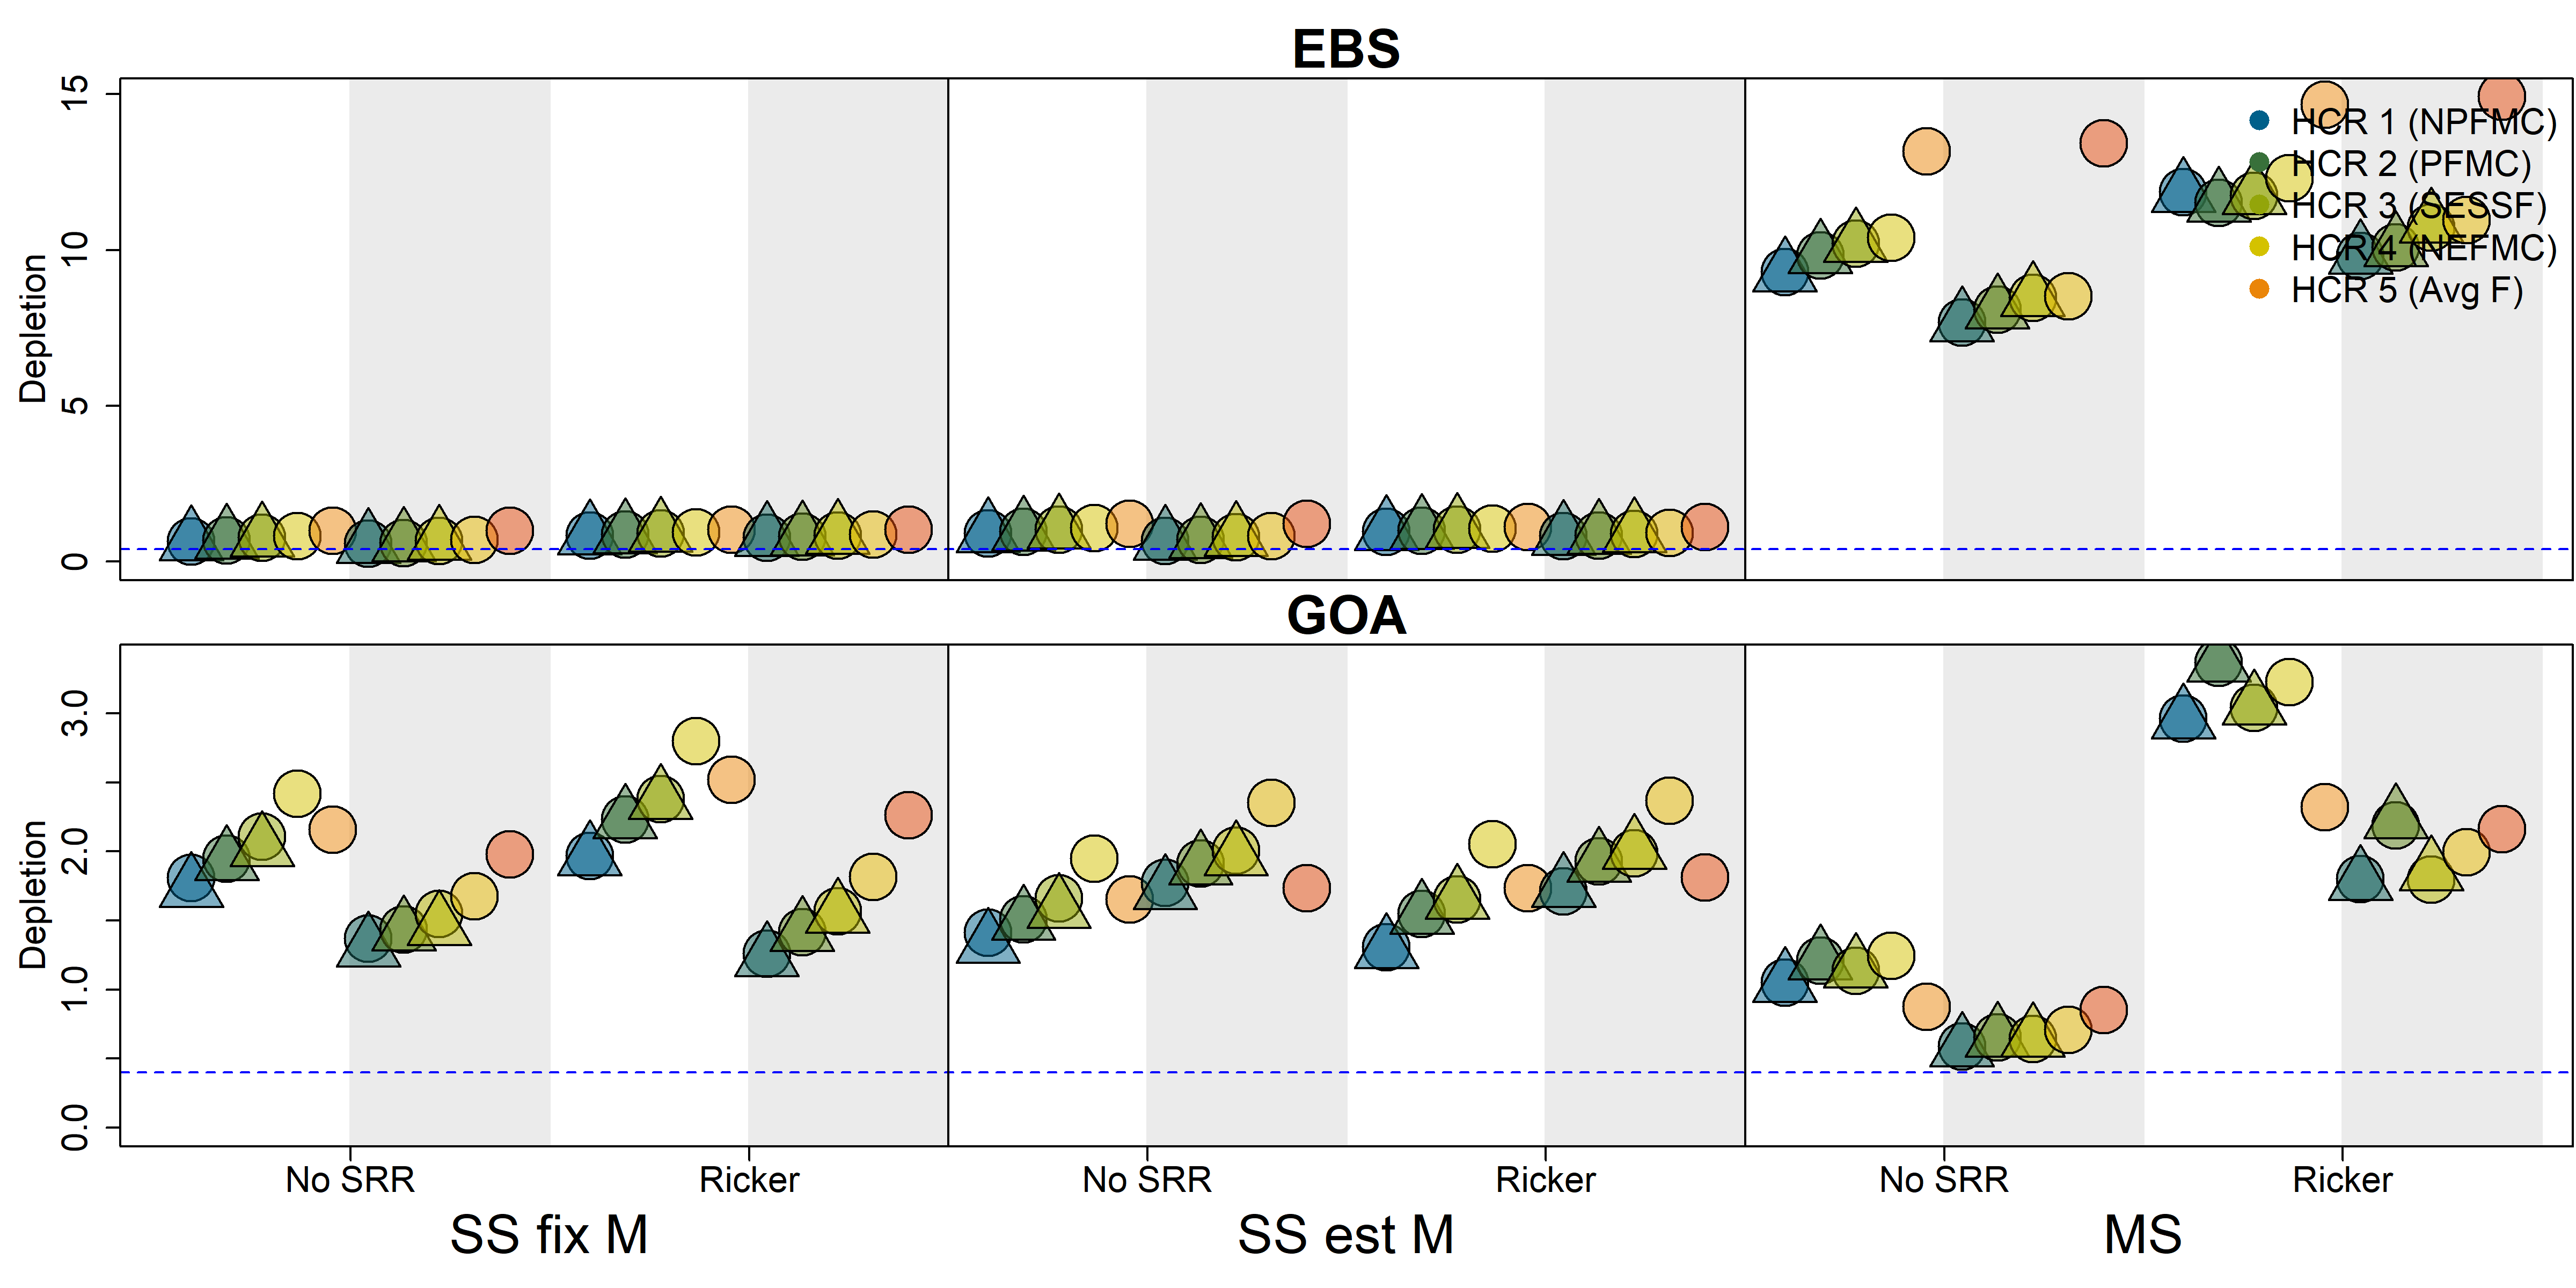 EBS
Depletion
15
10
5
0
HCR 1 (NPFMC)
HCR 2 (PFMC)
HCR 3 (SESSF)
HCR 4 (NEFMC)
HCR 5 (Avg F)
GOA
Depletion
3.0
2.0
1.0
0.0
No SRR Ricker No SRR Ricker No SRR Ricker
SS fix M SS est M MS